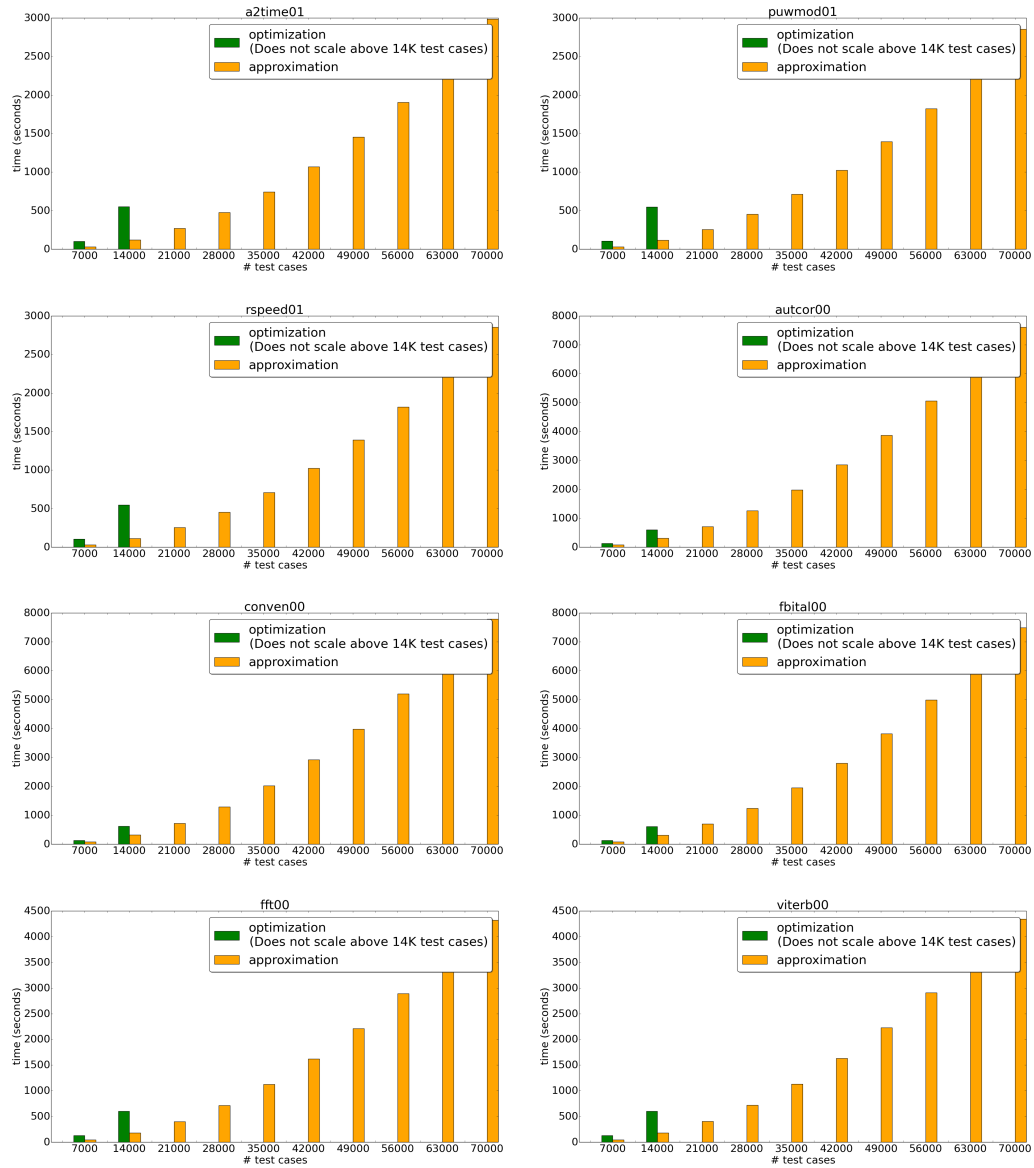 a2time01
optimization
(Does not scale above 14K test cases)
approximation
time (seconds)
3000
2500
2000
1500
1000
500
0
7000 14000 21000 28000 35000 42000 49000 56000 63000 70000
# test cases
puwmod01
optimization
(Does not scale above 14K test cases)
approximation
time (seconds)
3000
2500
2000
1500
1000
500
0
7000 14000 21000 28000 35000 42000 49000 56000 63000 70000
# test cases
rspeed01
optimization
(Does not scale above 14K test cases)
approximation
time (seconds)
3000
2500
2000
1500
1000
500
0
7000 14000 21000 28000 35000 42000 49000 56000 63000 70000
# test cases
autcor00
optimization
(Does not scale above 14K test cases)
approximation
time (seconds)
8000
7000
6000
5000
4000
3000
2000
1000
0
7000 14000 21000 28000 35000 42000 49000 56000 63000 70000
# test cases
conven00
optimization
(Does not scale above 14K test cases)
approximation
time (seconds)
8000
7000
6000
5000
4000
3000
2000
1000
0
7000 14000 21000 28000 35000 42000 49000 56000 63000 70000
# test cases
fbital00
optimization
(Does not scale above 14K test cases)
approximation
time (seconds)
8000
7000
6000
5000
4000
3000
2000
1000
0
7000 14000 21000 28000 35000 42000 49000 56000 63000 70000
# test cases
fft00
optimization
(Does not scale above 14K test cases)
approximation
time (seconds)
4500
4000
3500
3000
2500
2000
1500
1000
500
0
7000 14000 21000 28000 35000 42000 49000 56000 63000 70000
# test cases
viterb00
optimization
(Does not scale above 14K test cases)
approximation
time (seconds)
4500
4000
3500
3000
2500
2000
1500
1000
500
0
7000 14000 21000 28000 35000 42000 49000 56000 63000 70000
# test cases